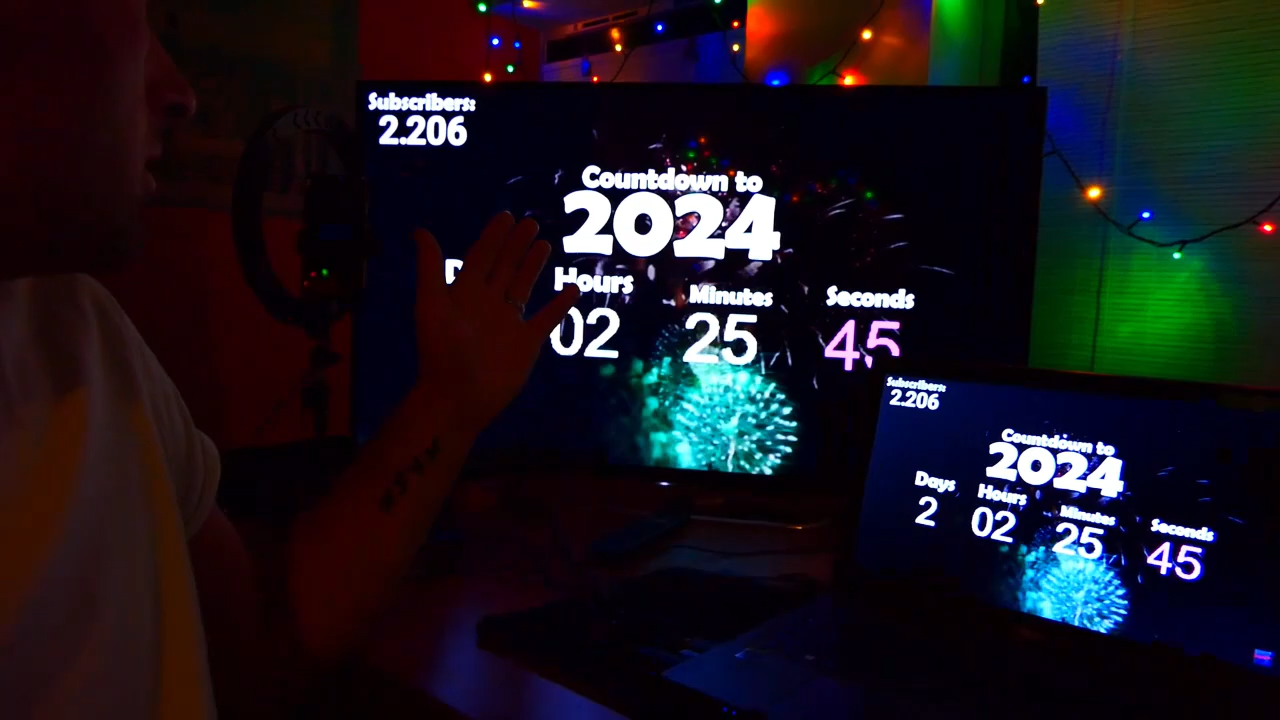 Subscribers:
2.206
Countdown to
2024
Hours Minutes Seconds
02 25 45
Subscribers:
2.206
Countdown to
2024
Days Hours Minutes Seconds
2 02 25 45